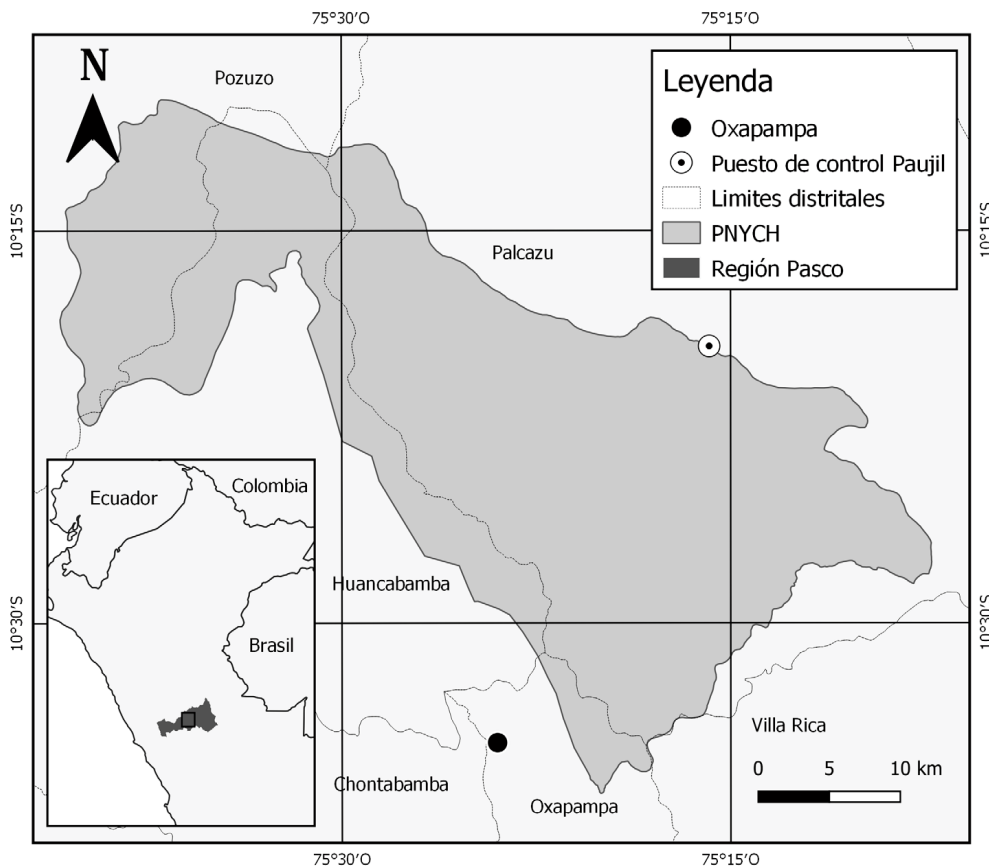 75°30'O
75°15'O
N
Pozuzo
Leyenda
Oxapampa
Puesto de control Paujil
Limites distritales
PNYCH
Región Pasco
10°15'S
10°15'S
Palcazu
Ecuador
Colombia
Brasil
Huancabamba
10°30'S
10°30'S
Villa Rica
Chontabamba
Oxapampa
0 5 10 km
75°30'O
75°15'O